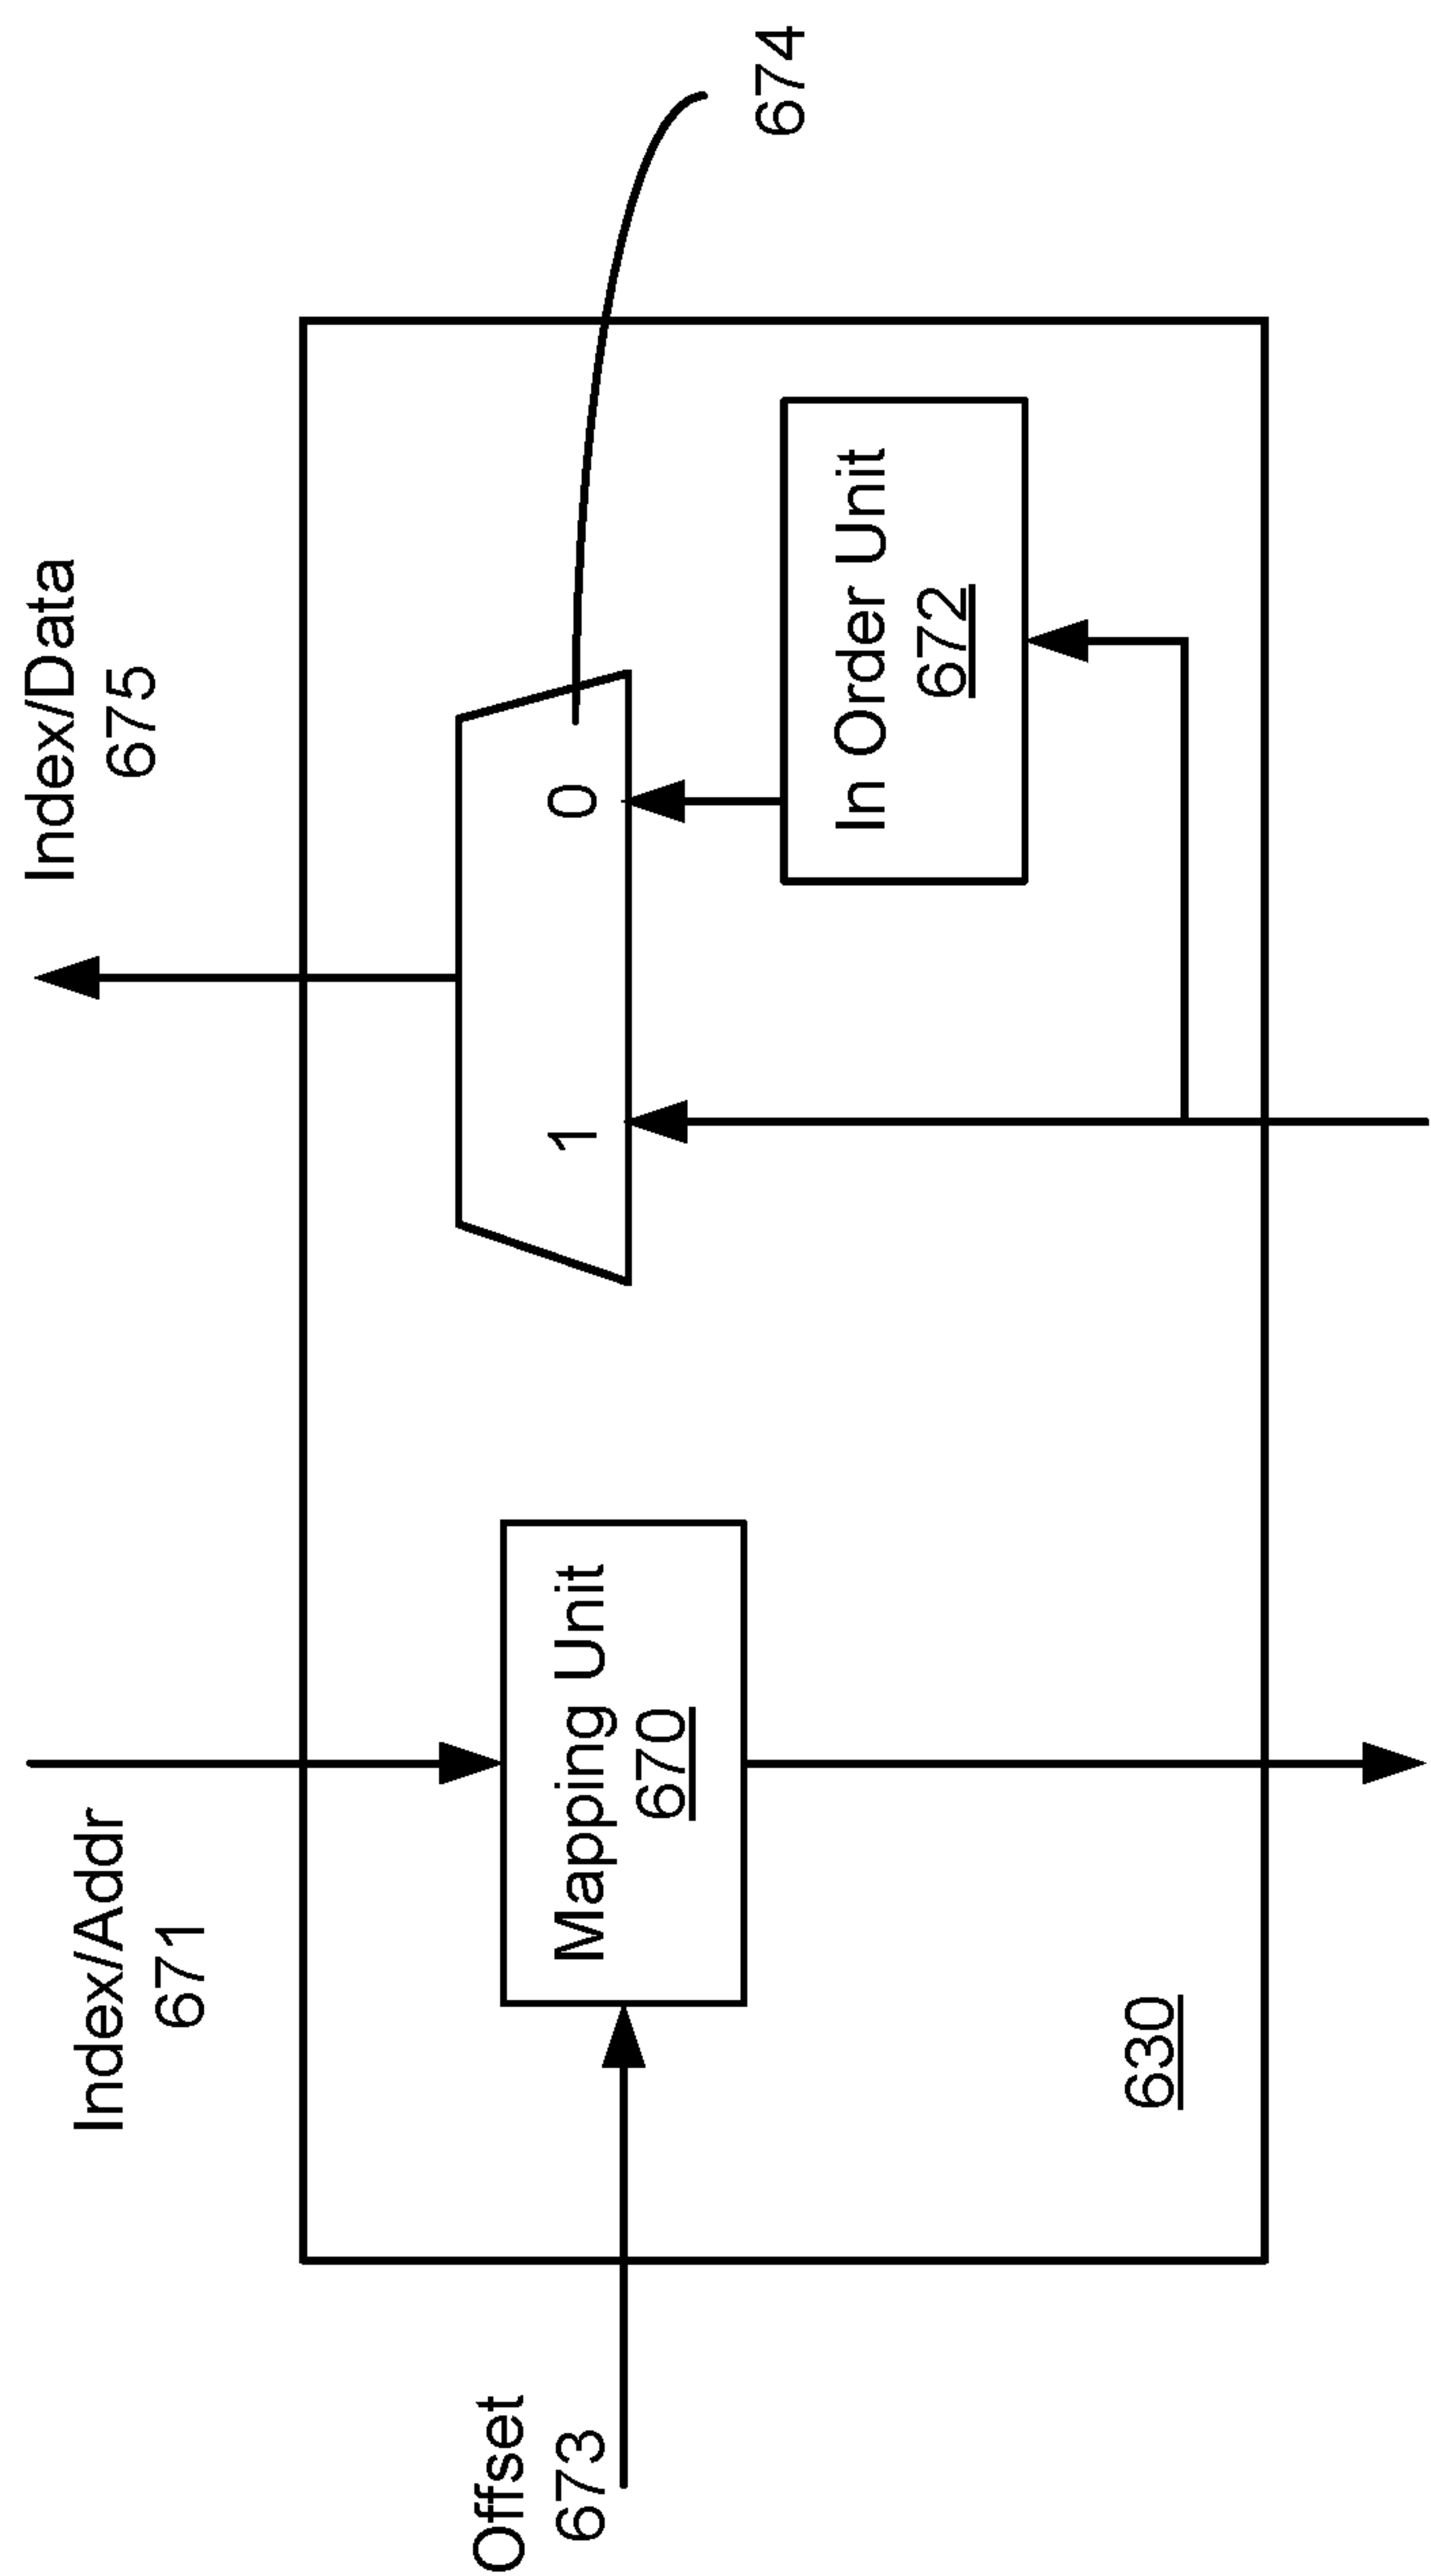 Index/Addr
671
Index/Data
675
Offset
673
Mapping Unit
670
1
0
674
In Order Unit
672
630